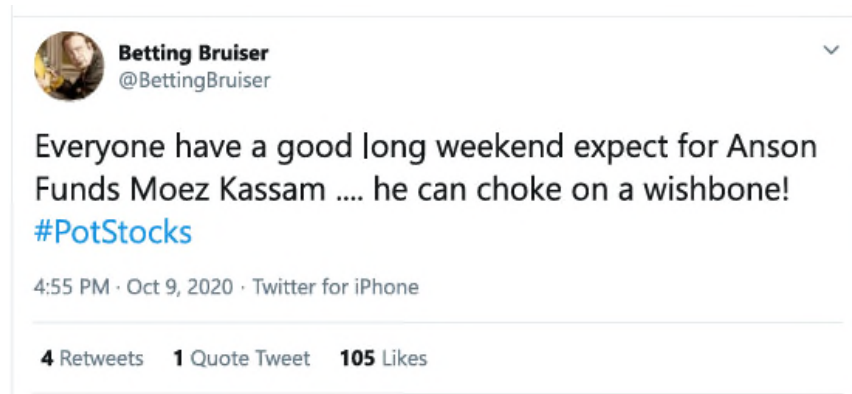 Betting Bruiser
@BettingBruiser
Everyone have a good long weekend expect for Anson
Funds Moez Kassam .... he can choke on a wishbone!
#PotStocks
4:55 PM · Oct 9, 2020 · Twitter for iPhone
4 Retweets 1 Quote Tweet 105 Likes